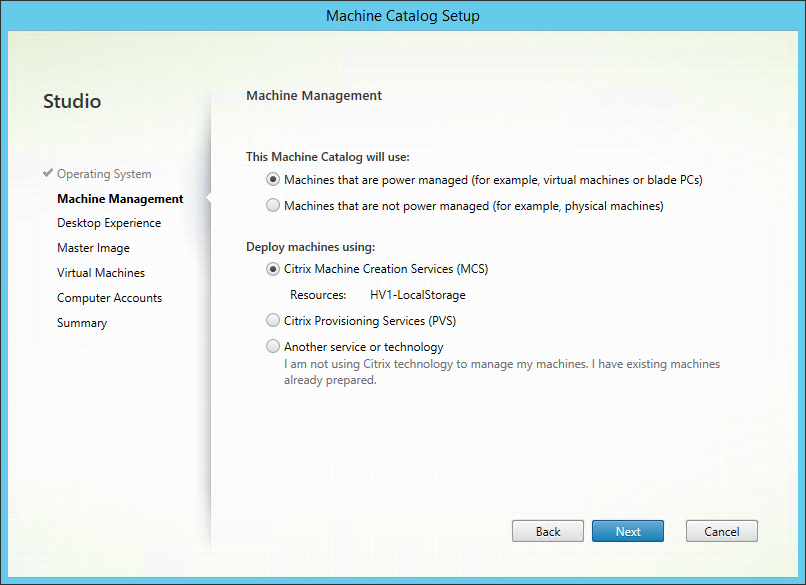 Machine Catalog Setup
Studio
Operating System
Machine Management
Desktop Experience
Master Image
Virtual Machines
Computer Accounts
Summary
Machine Management
This Machine Catalog will use:
Machines that are power managed (for example, virtual machines or blade PCs)
Machines that are not power managed (for example, physical machines)
Deploy machines using:
Citrix Machine Creation Services (MCS)
Resources: HV1-LocalStorage
Citrix Provisioning Services (PVS)
Another service or technology
I am not using Citrix technology to manage my machines. I have existing machines
already prepared.
Back Next Cancel